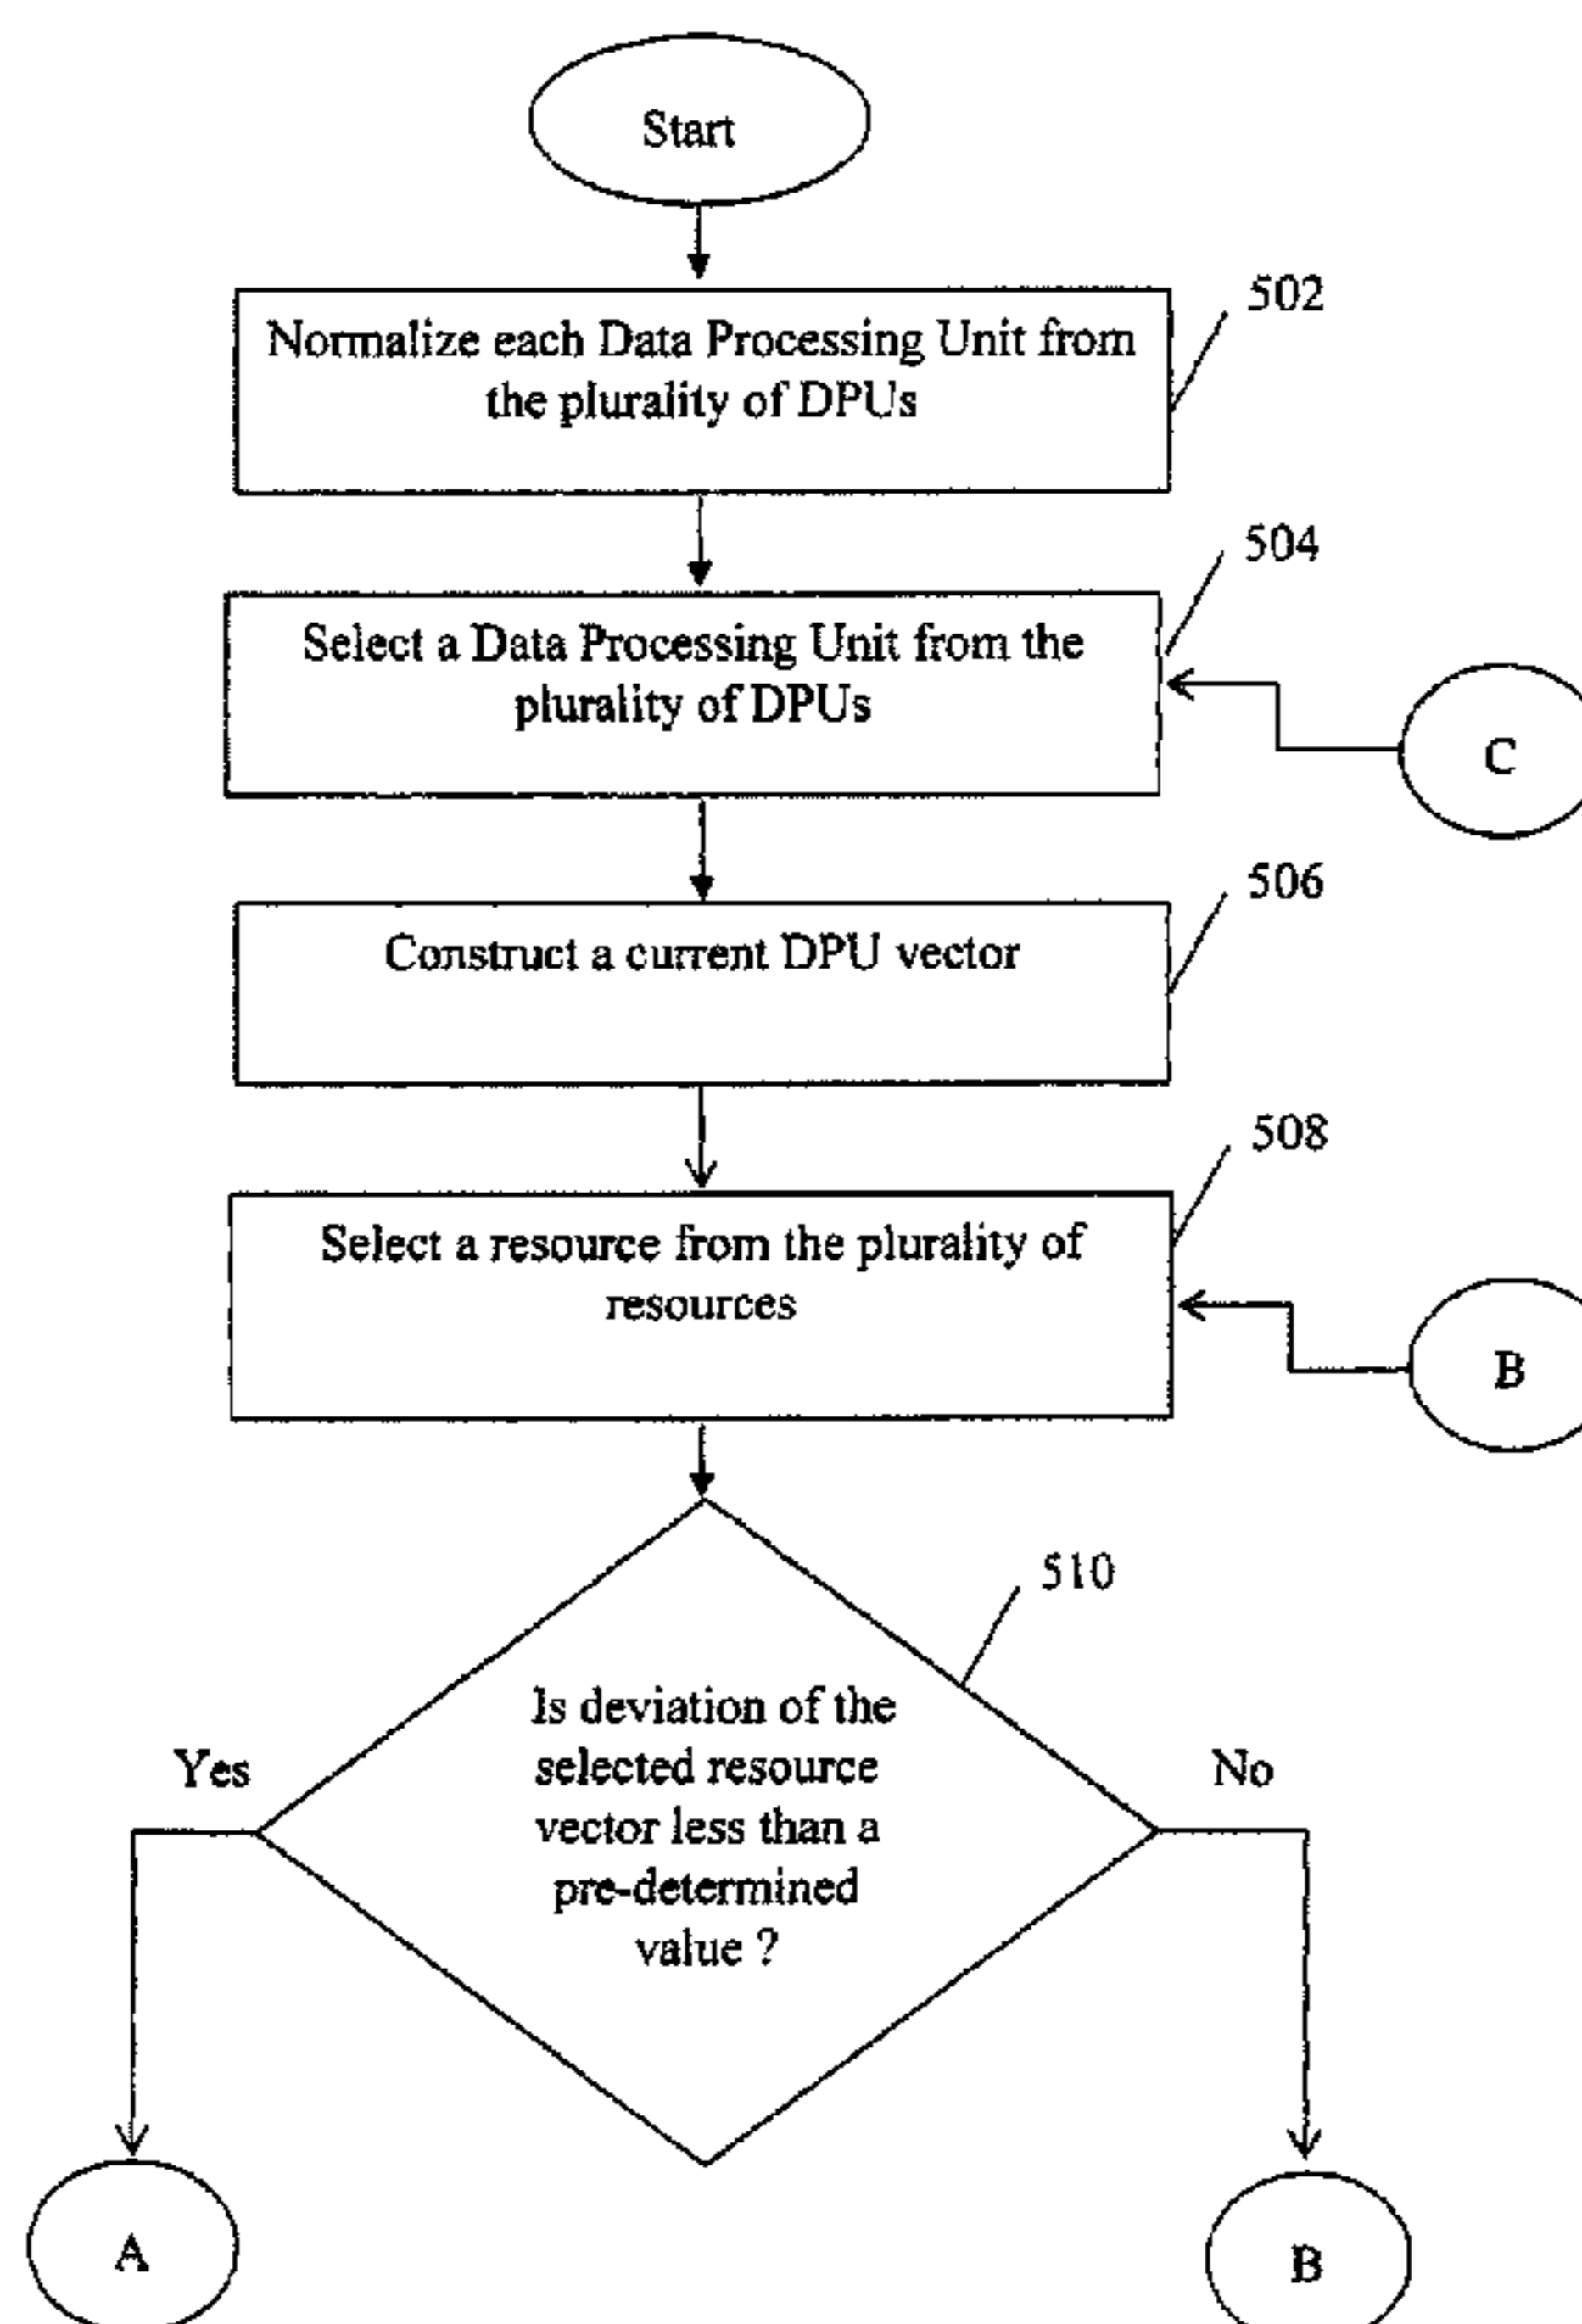 Start
502
Normalize each Data Processing Unit from
the plurality of DPUs
504
Select a Data Processing Unit from the
plurality of DPUs
C
506
Construct a current DPU vector
508
Select a resource from the plurality of
resources
B
510
Is deviation of the
selected resource
vector less than a
pre-determined
value ?
Yes
No
A
B